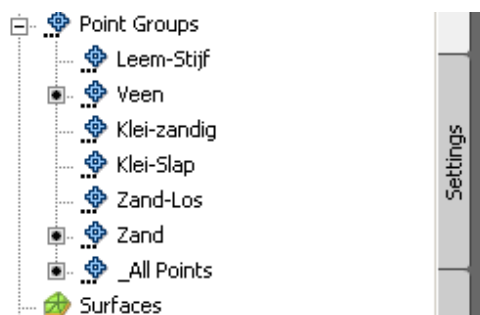 Point Groups
Leem-Stijf
Veen
Klei-zandig
Klei-Slap
Zand-Los
Zand
_All Points
Surfaces
Settings